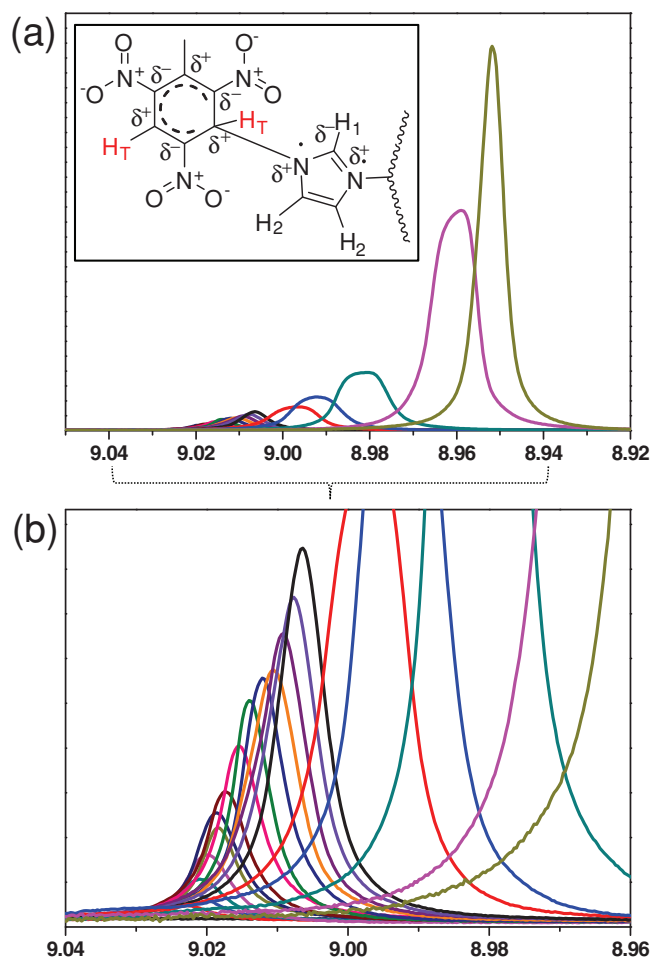 (a)
O
O-
N+
δ+
N+
-O
δ−
O
δ−
δ+
HT
δ−
H1
HT
δ−
δ+
δ+
δ+
N
N
O
N+
O-
H2
H2
9.04 9.02 9.00 8.98 8.96 8.94 8.92
(b)
9.04 9.02 9.00 8.98 8.96